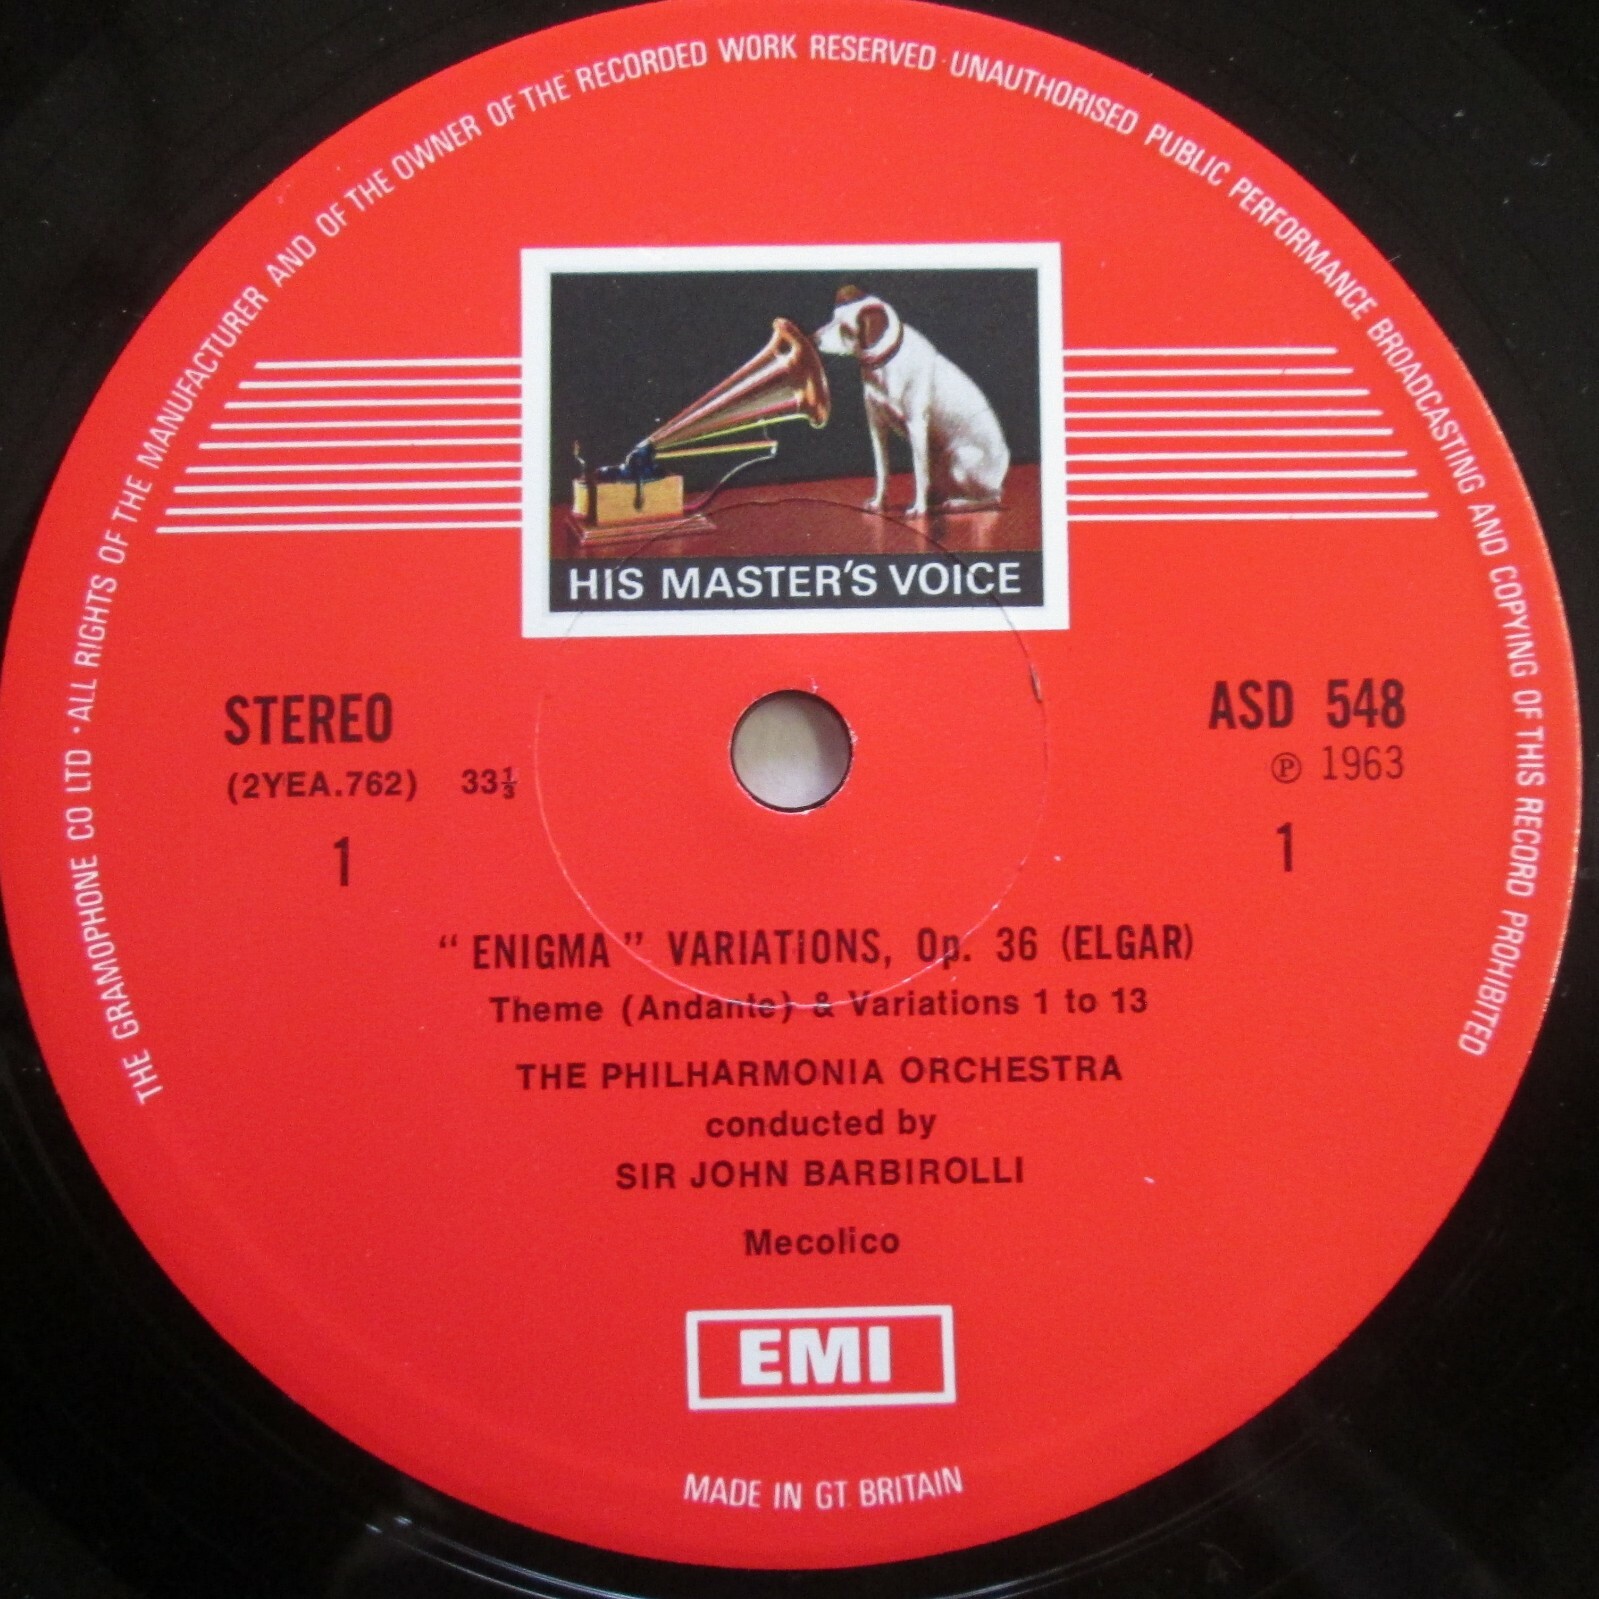 THE GRAMOPHONE CO LTD · ALL RIGHTS OF THE MANUFACTURER AND OF THE OWNER OF THE RECORDED WORK RESERVED · UNAUTHORISED PUBLIC PERFORMANCE BROADCASTING AND COPYING OF THIS RECORD PROHIBITED
HIS MASTER'S VOICE
STEREO
(2YEA.762) 33⅓
1
ASD 548
℗ 1963
1
“ ENIGMA ” VARIATIONS, Op. 36 (ELGAR)
Theme (Andante) & Variations 1 to 13
THE PHILHARMONIA ORCHESTRA
conducted by
SIR JOHN BARBIROLLI
Mecolico
EMI
MADE IN GT BRITAIN